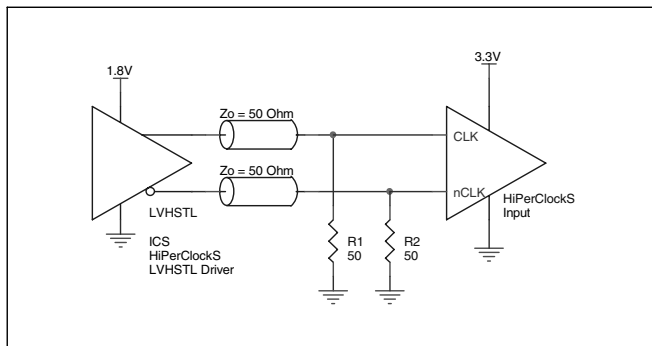 1.8V
3.3V
Zo = 50 Ohm
CLK
Zo = 50 Ohm
nCLK
HiPerClockS
Input
LVHSTL
ICS
HiPerClockS
LVHSTL Driver
R1
50
R2
50